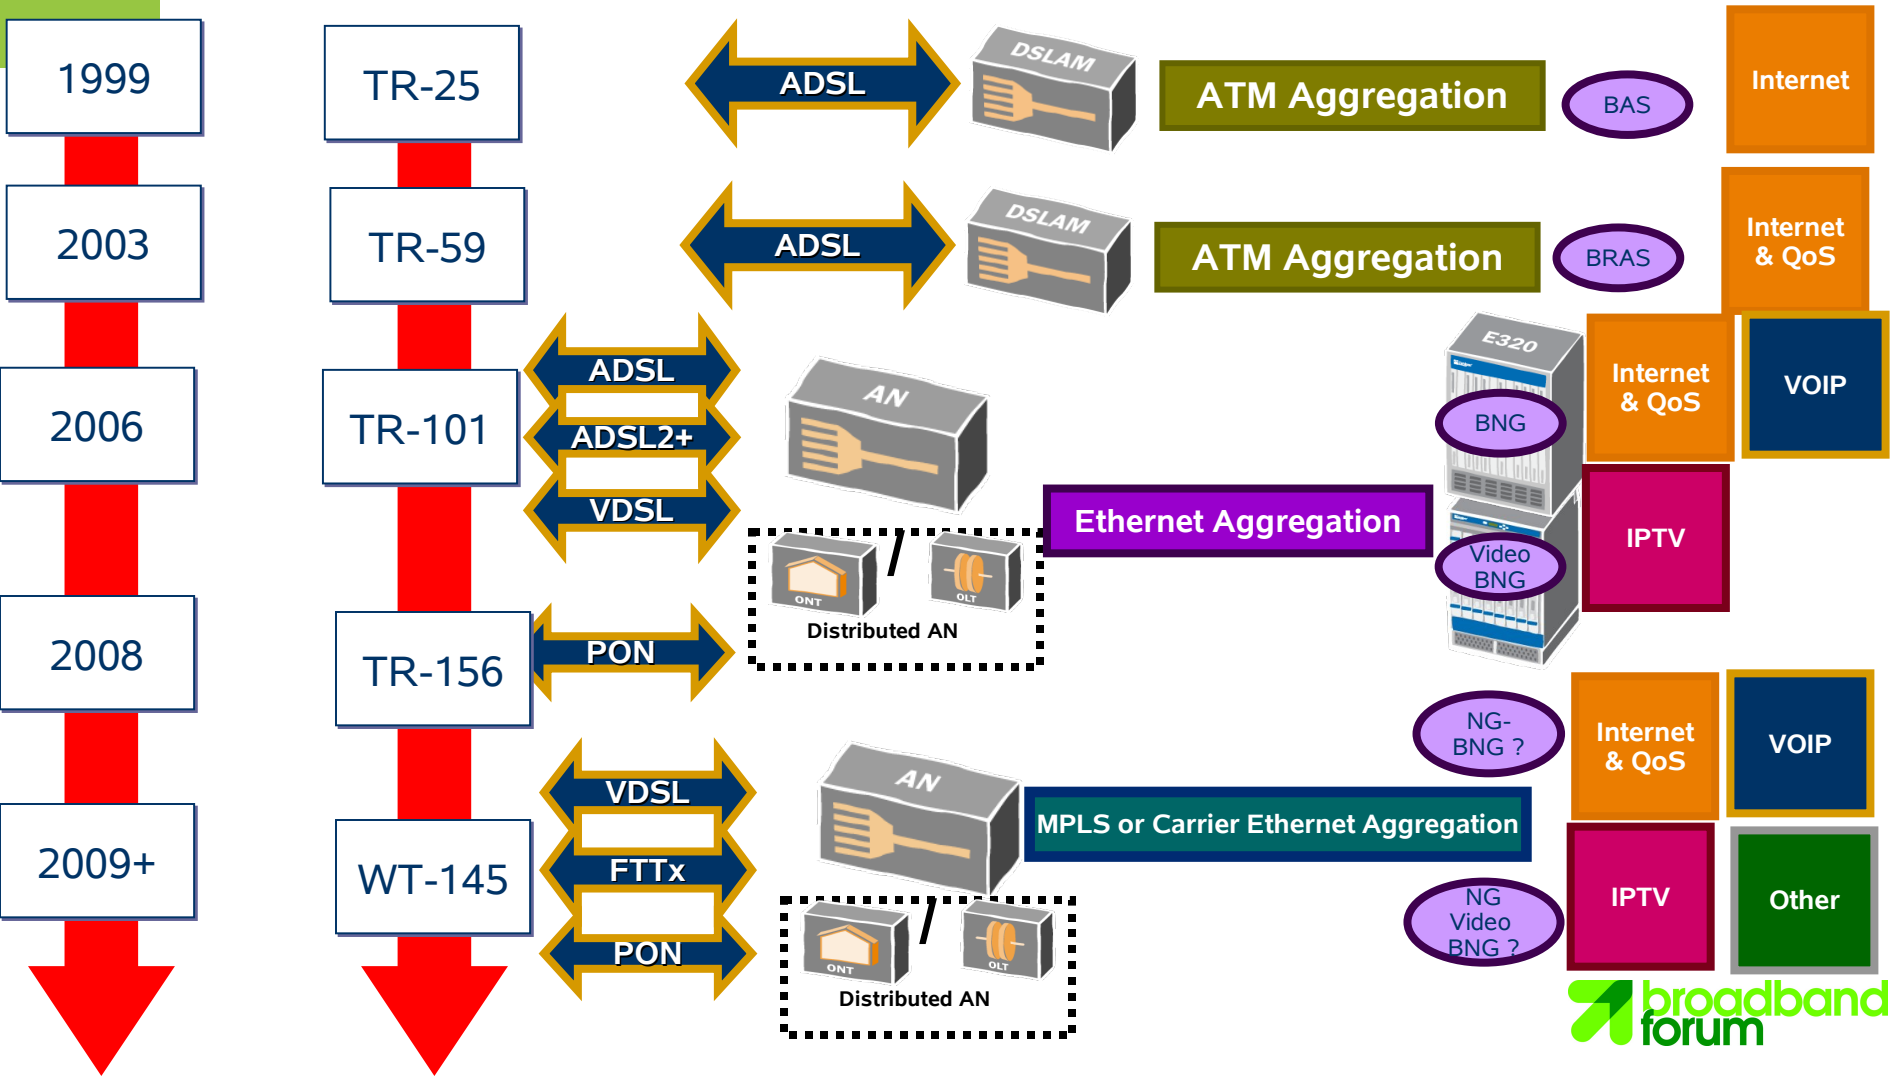 1999
TR-25
ADSL
DSLAM
ATM Aggregation
BAS
Internet
2003
TR-59
ADSL
DSLAM
ATM Aggregation
BRAS
Internet
& QoS
2006
TR-101
ADSL
ADSL2+
VDSL
AN
Ethernet Aggregation
E320
BNG
Video
BNG
Internet
& QoS
VOIP
IPTV
2008
TR-156
PON
ONT
/
OLT
Distributed AN
2009+
WT-145
VDSL
FTTx
PON
AN
MPLS or Carrier Ethernet Aggregation
NG-
BNG ?
Internet
& QoS
VOIP
NG
Video
BNG ?
IPTV
Other
ONT
/
OLT
Distributed AN
broadband
forum